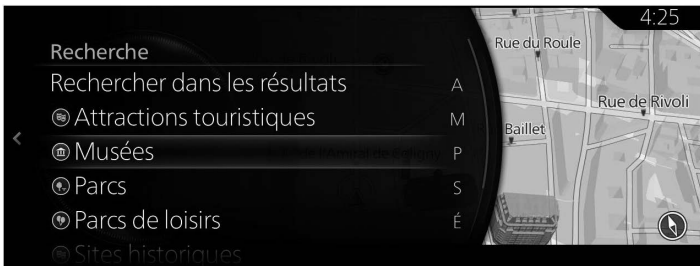 4:25
Recherche
Rechercher dans les résultats
A
Attractions touristiques
M
Musées
P
Parcs
S
Parcs de loisirs
É
Sites historiques
Rue du Roule
Rue de Rivoli
Baillet